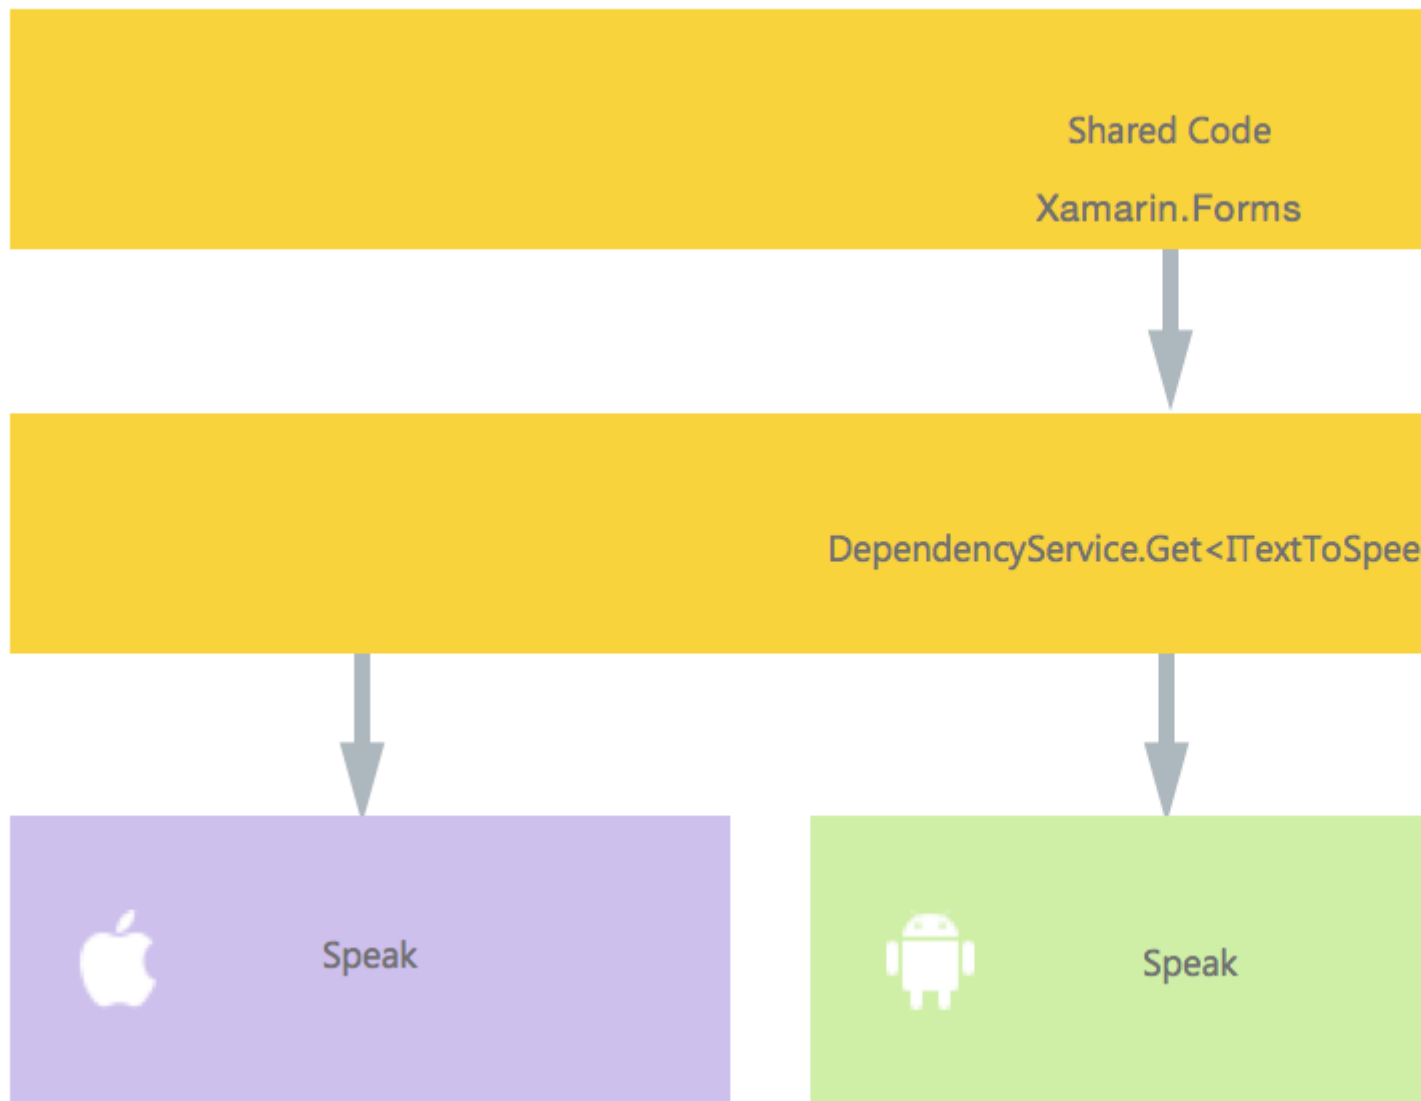 Shared Code
Xamarin.Forms
DependencyService.Get<ITextToSpee
Speak
Speak